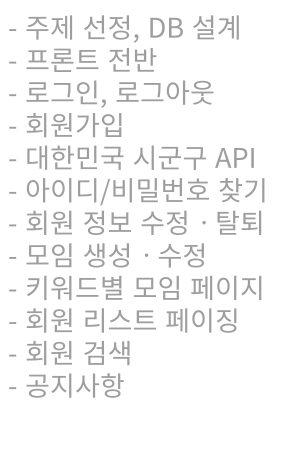 - 주제 선정, DB 설계
- 프론트 전반
- 로그인, 로그아웃
- 회원가입
- 대한민국 시군구 API
- 아이디/비밀번호 찾기
- 회원 정보 수정 · 탈퇴
- 모임 생성 · 수정
- 키워드별 모임 페이지
- 회원 리스트 페이징
- 회원 검색
- 공지사항